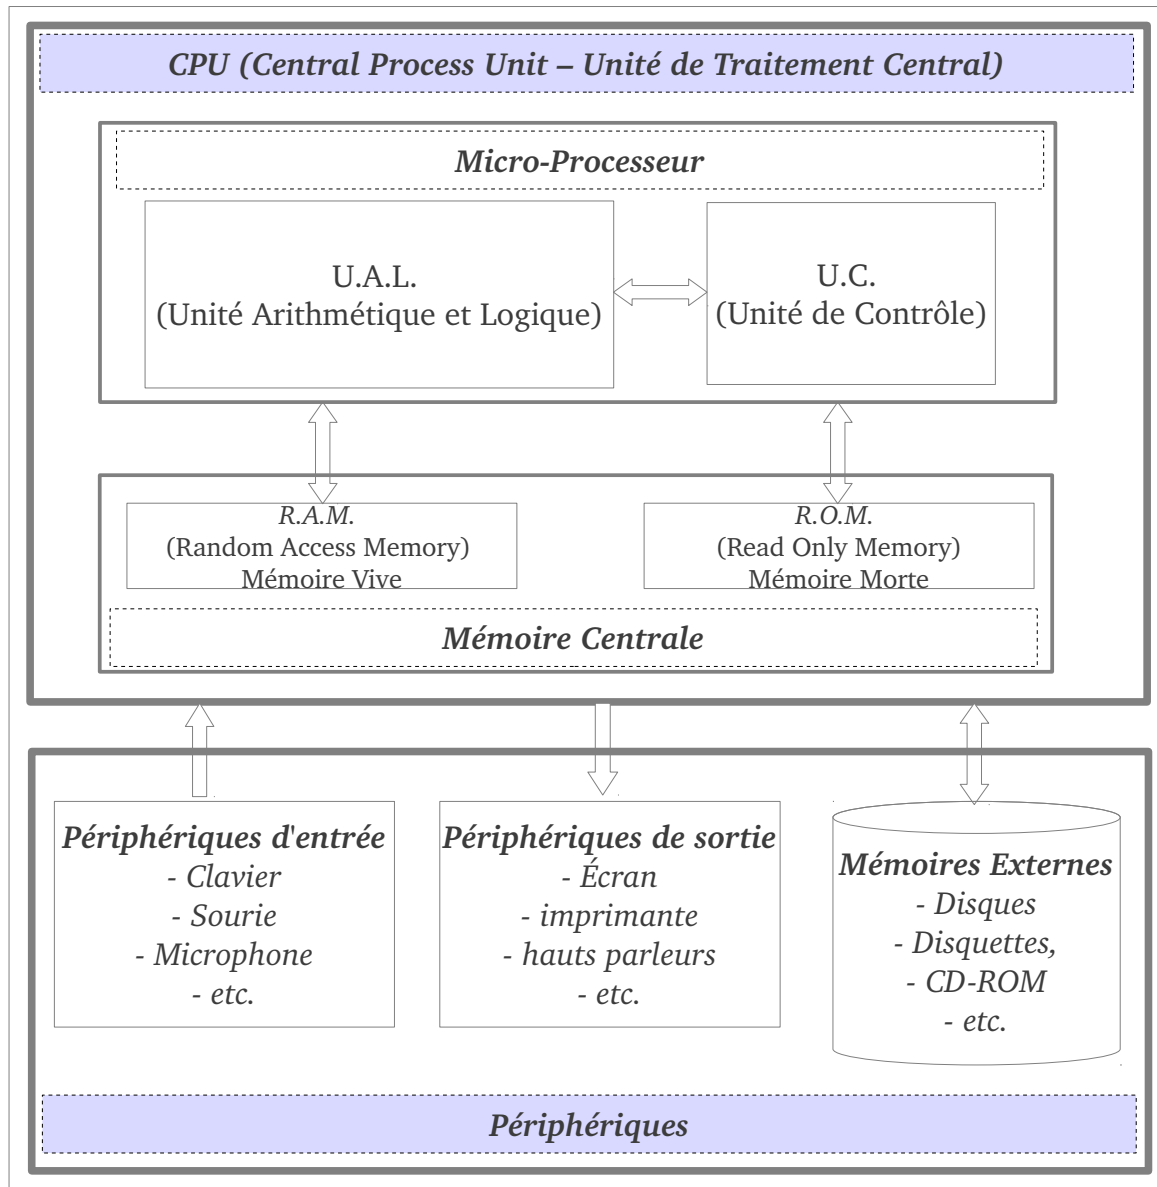 CPU (Central Process Unit – Unité de Traitement Central)
Micro-Processeur
U.A.L.
(Unité Arithmétique et Logique)
U.C.
(Unité de Contrôle)
R.A.M.
(Random Access Memory)
Mémoire Vive
R.O.M.
(Read Only Memory)
Mémoire Morte
Mémoire Centrale
Périphériques d'entrée
- Clavier
- Sourie
- Microphone
- etc.
Périphériques de sortie
- Écran
- imprimante
- hauts parleurs
- etc.
Mémoires Externes
- Disques
- Disquettes,
- CD-ROM
- etc.
Périphériques